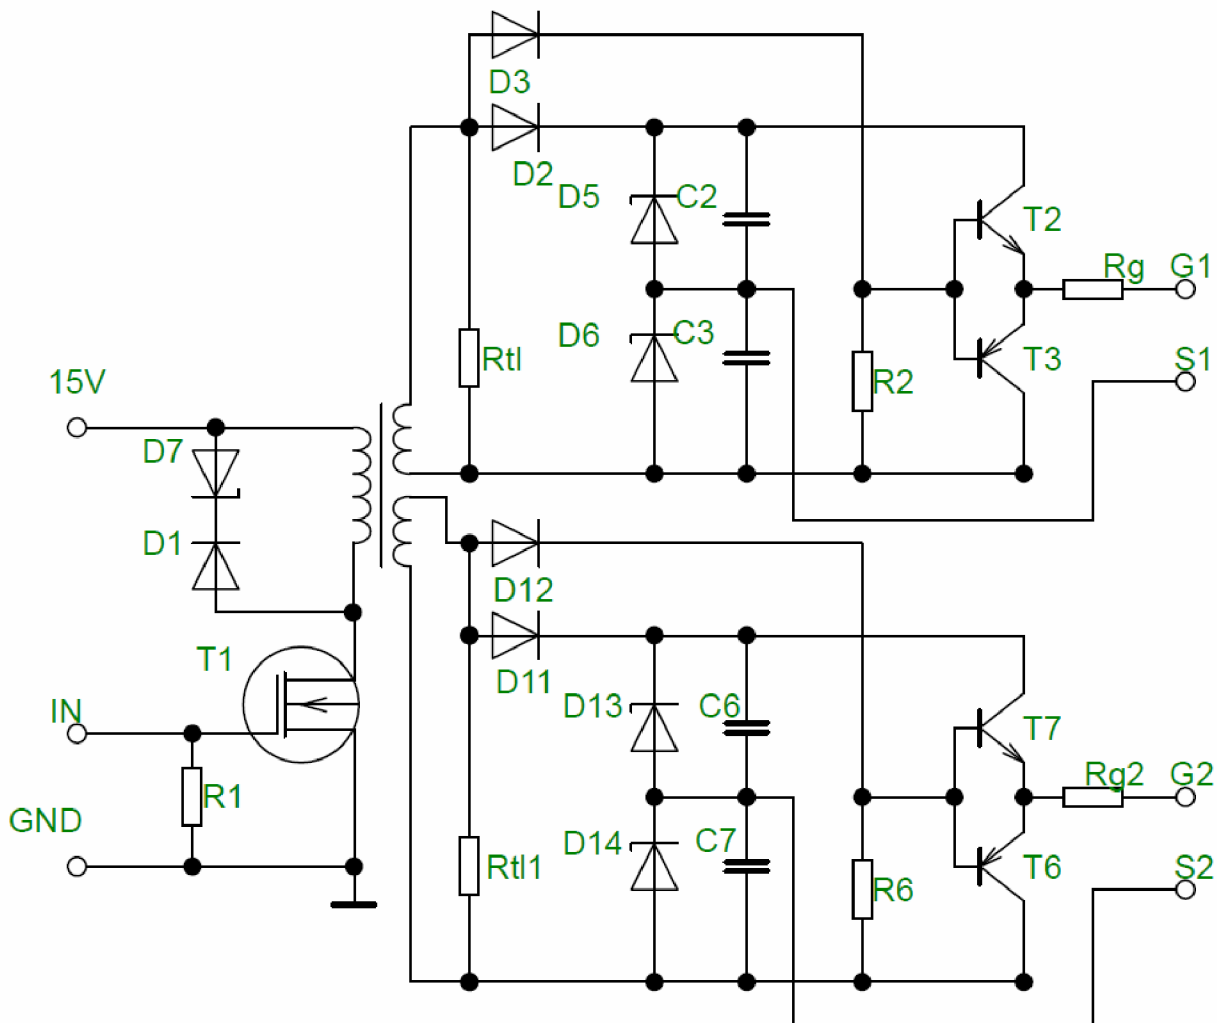 D3
D2
D5
C2
T2
Rg
G1
D6
C3
Rtl
R2
T3
S1
15V
D7
D1
D12
T1
D11
IN
D13
C6
T7
R1
Rg2
G2
GND
D14
C7
Rtl1
R6
T6
S2